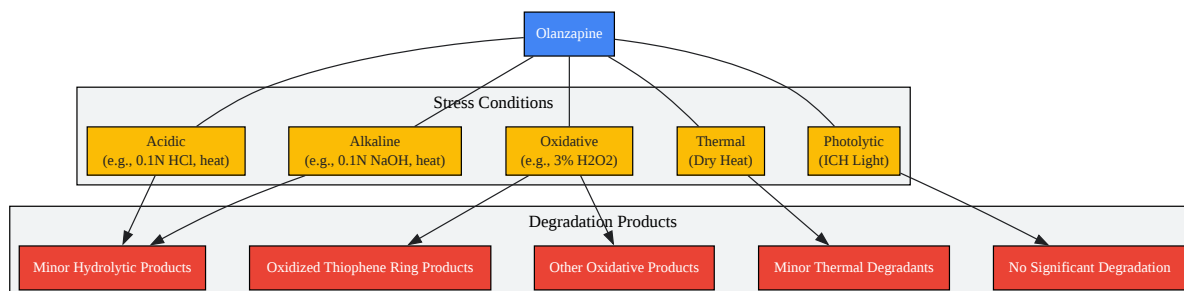 Olanzapine
Stress Conditions
Acidic
(e.g., 0.1N HCl, heat)
Alkaline
(e.g., 0.1N NaOH, heat)
Oxidative
(e.g., 3% H2O2)
Thermal
(Dry Heat)
Photolytic
(ICH Light)
Degradation Products
Minor Hydrolytic Products
Oxidized Thiophene Ring Products
Other Oxidative Products
Minor Thermal Degradants
No Significant Degradation